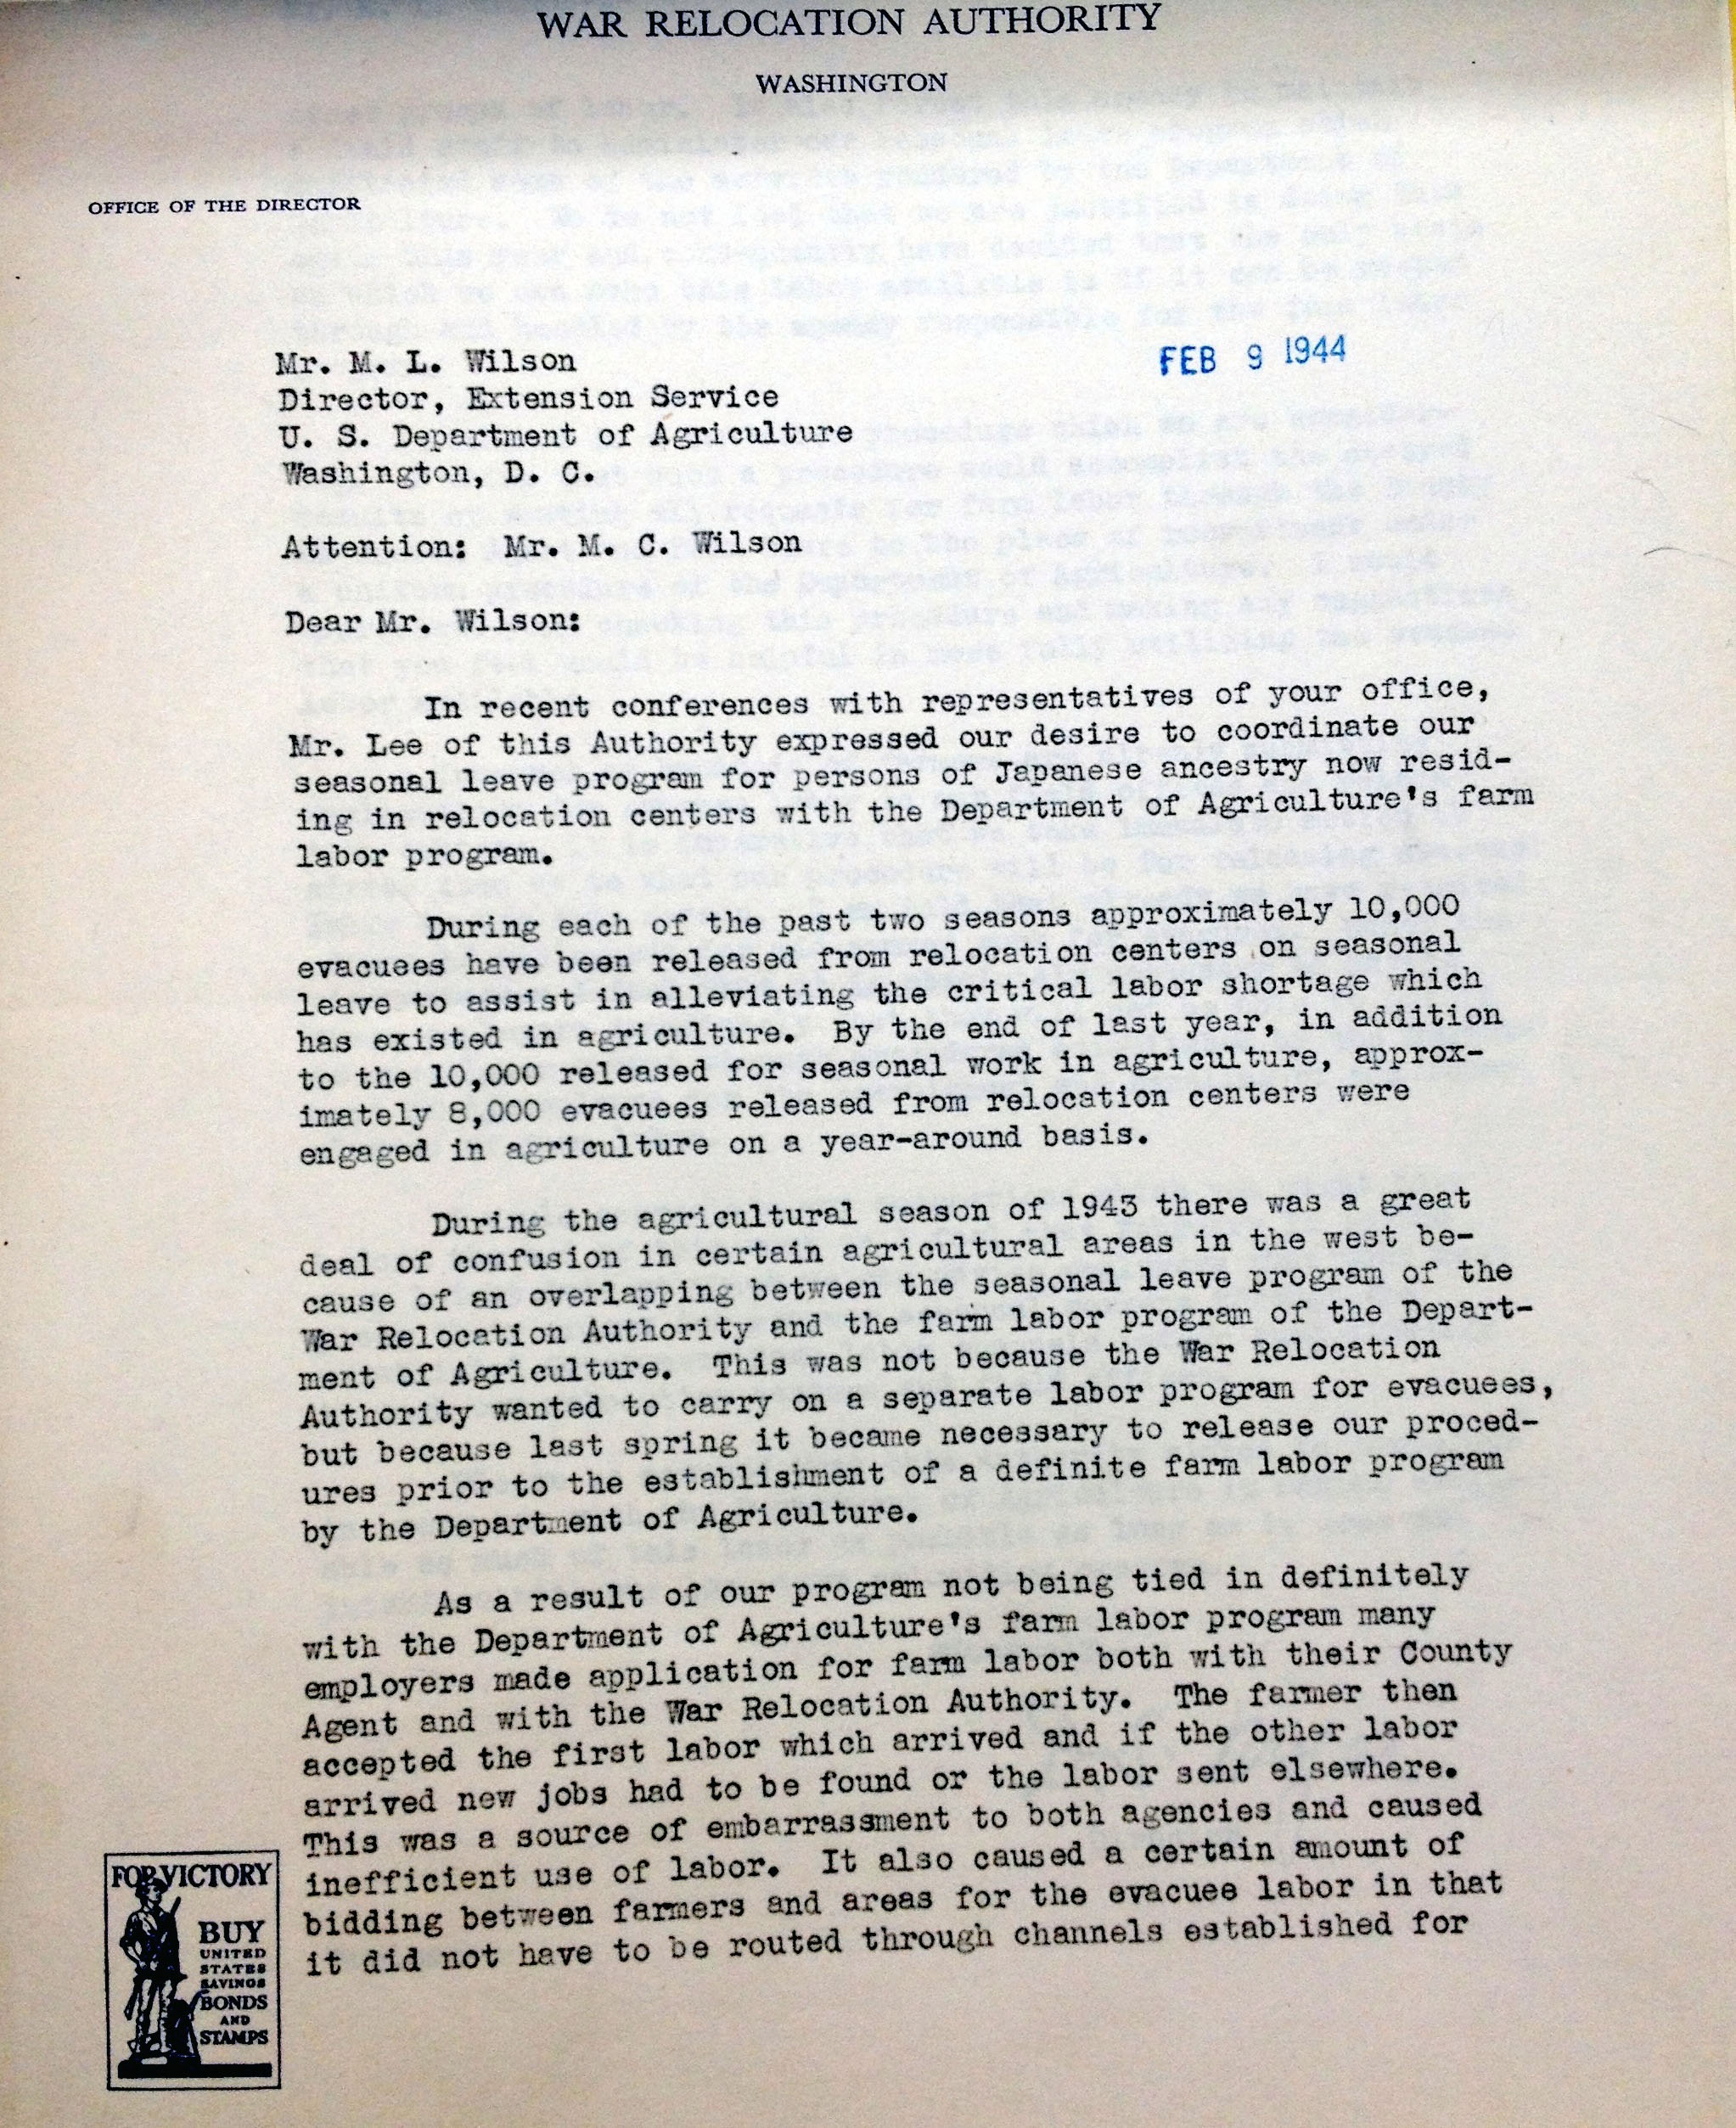 WAR RELOCATION AUTHORITY
WASHINGTON
OFFICE OF THE DIRECTOR
FEB 9 1944
Mr. M. L. Wilson
Director, Extension Service
U. S. Department of Agriculture
Washington, D. C.
Attention: Mr. M. C. Wilson
Dear Mr. Wilson:
In recent conferences with representatives of your office,
Mr. Lee of this Authority expressed our desire to coordinate our
seasonal leave program for persons of Japanese ancestry now resid-
ing in relocation centers with the Department of Agriculture's farm
labor program.
During each of the past two seasons approximately 10,000
evacuees have been released from relocation centers on seasonal
leave to assist in alleviating the critical labor shortage which
has existed in agriculture. By the end of last year, in addition
to the 10,000 released for seasonal work in agriculture, approx-
imately 8,000 evacuees released from relocation centers were
engaged in agriculture on a year-around basis.
During the agricultural season of 1943 there was a great
deal of confusion in certain agricultural areas in the west be-
cause of an overlapping between the seasonal leave program of the
War Relocation Authority and the farm labor program of the Depart-
ment of Agriculture. This was not because the War Relocation
Authority wanted to carry on a separate labor program for evacuees,
but because last spring it became necessary to release our proced-
ures prior to the establishment of a definite farm labor program
by the Department of Agriculture.
As a result of our program not being tied in definitely
with the Department of Agriculture's farm labor program many
employers made application for farm labor both with their County
Agent and with the War Relocation Authority. The farmer then
accepted the first labor which arrived and if the other labor
arrived new jobs had to be found or the labor sent elsewhere.
This was a source of embarrassment to both agencies and caused
inefficient use of labor. It also caused a certain amount of
bidding between farmers and areas for the evacuee labor in that
it did not have to be routed through channels established for
FOR VICTORY
BUY
UNITED
STATES
SAVINGS
BONDS
AND
STAMPS